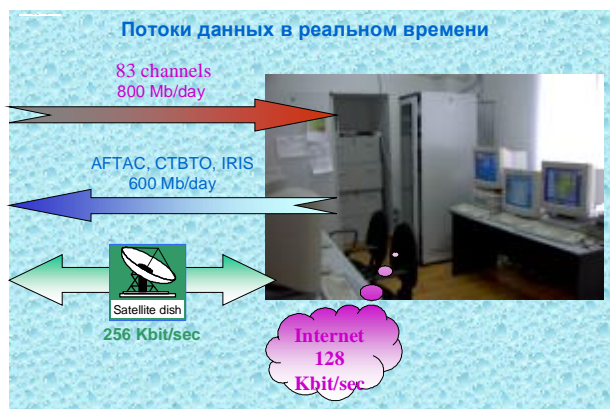 Потоки данных в реальном времени
83 channels
800 Mb/day
AFTAC, CTBTO, IRIS
600 Mb/day
Satellite dish
256 Kbit/sec
Internet
128
Kbit/sec